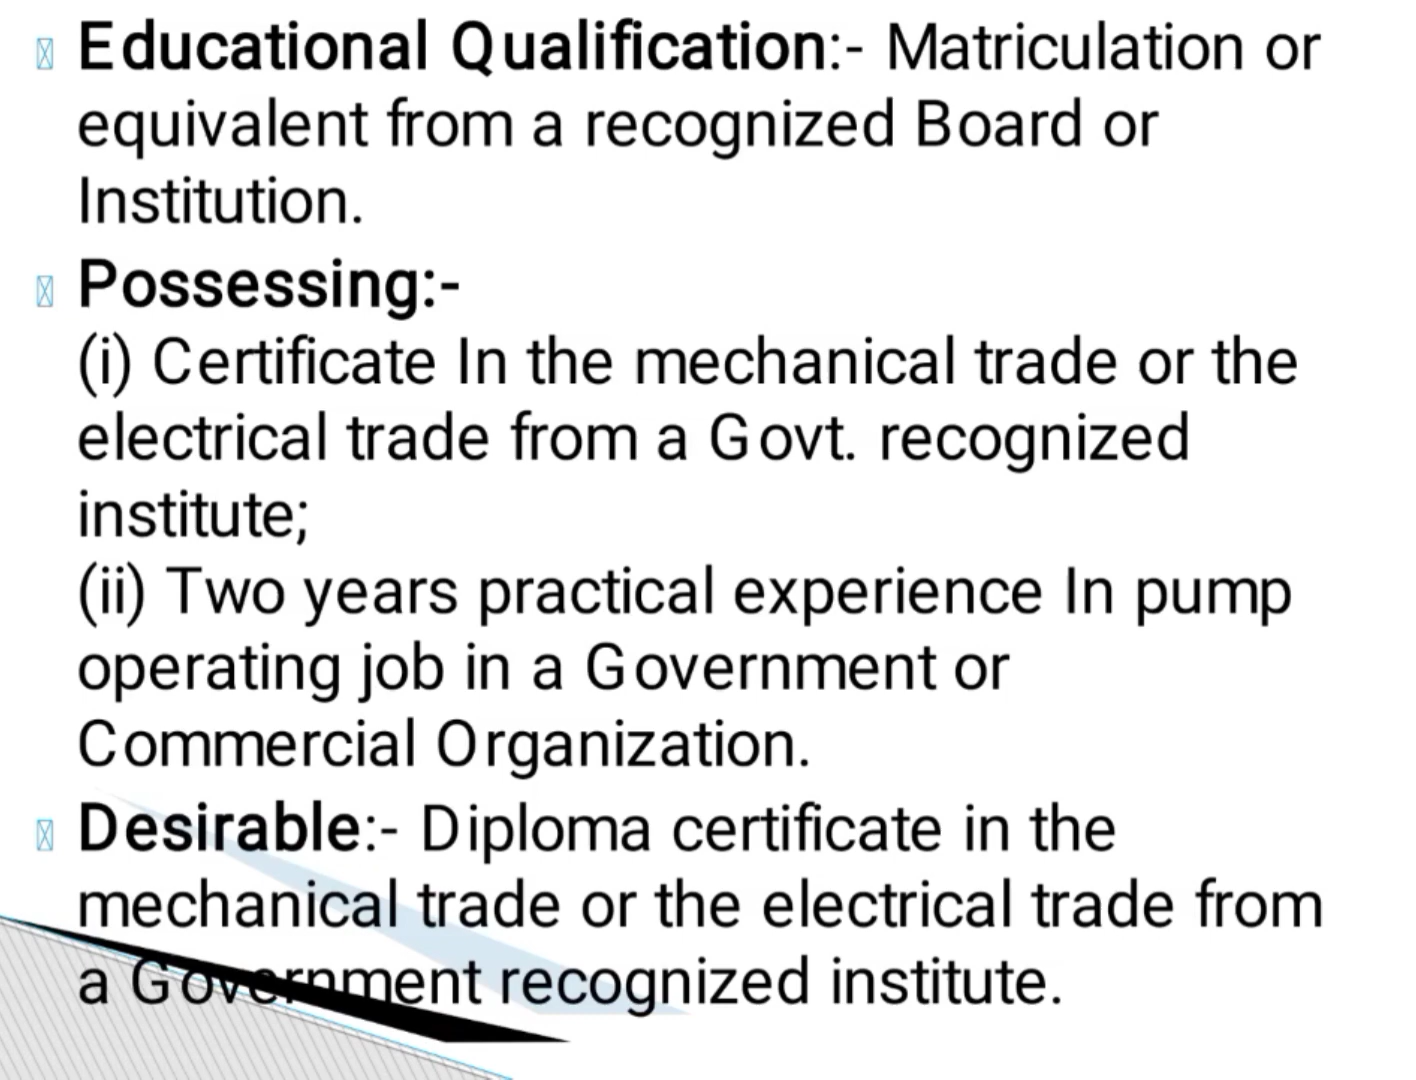 Educational Qualification:- Matriculation or
equivalent from a recognized Board or
Institution.
Possessing:-
(i) Certificate In the mechanical trade or the
electrical trade from a Govt. recognized
institute;
(ii) Two years practical experience In pump
operating job in a Government or
Commercial Organization.
Desirable:- Diploma certificate in the
mechanical trade or the electrical trade from
a Government recognized institute.